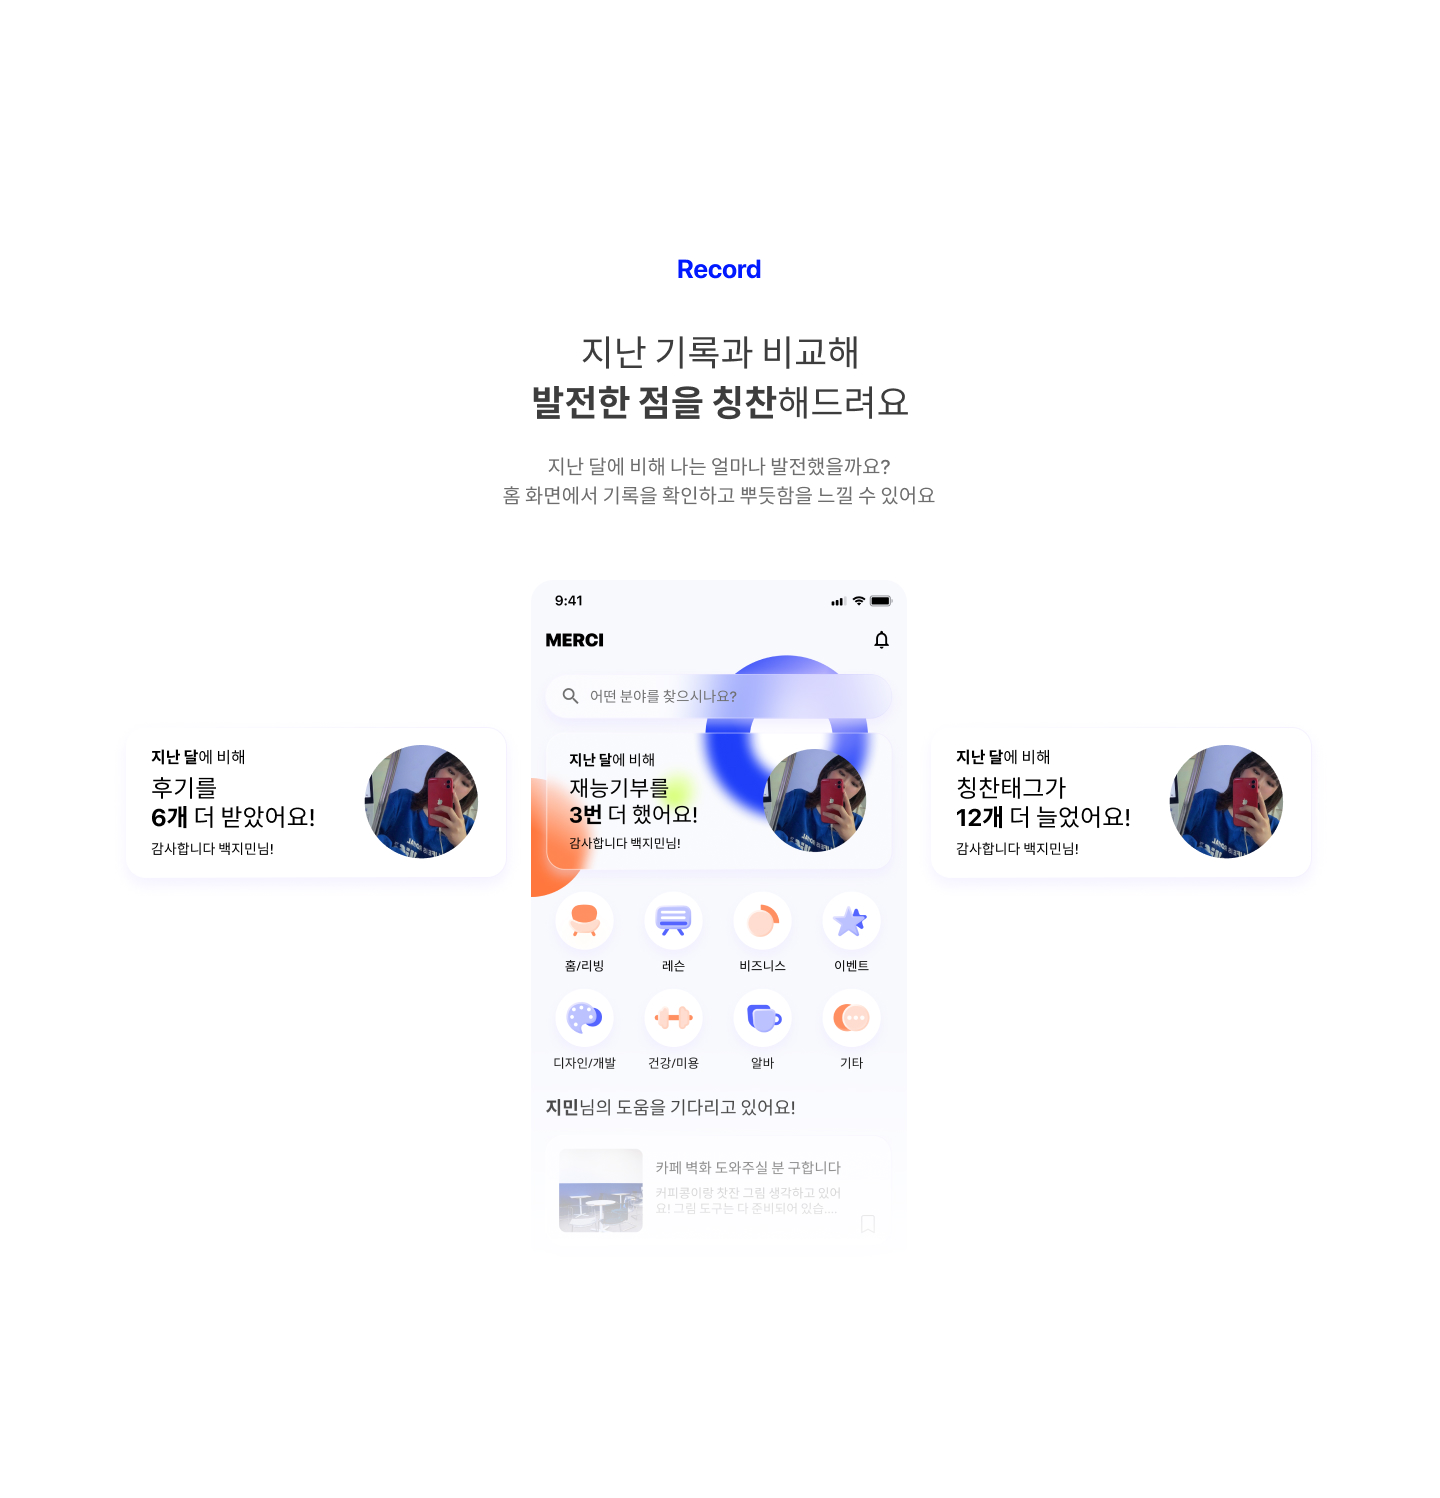 Record
지난 기록과 비교해
발전한 점을 칭찬해드려요
지난 달에 비해 나는 얼마나 발전했을까요?
홈 화면에서 기록을 확인하고 뿌듯함을 느낄 수 있어요
9:41
MERCI
어떤 분야를 찾으시나요?
지난 달에 비해
후기를
6개 더 받았어요!
감사합니다 백지민님!
지난 달에 비해
재능기부를
3번 더 했어요!
감사합니다 백지민님!
지난 달에 비해
칭찬태그가
12개 더 늘었어요!
감사합니다 백지민님!
홈/리빙
레슨
비즈니스
이벤트
디자인/개발
건강/미용
알바
기타
지민님의 도움을 기다리고 있어요!
카페 벽화 도와주실 분 구합니다
커피콩이랑 찻잔 그림 생각하고 있어
요! 그림 도구는 다 준비되어 있습....